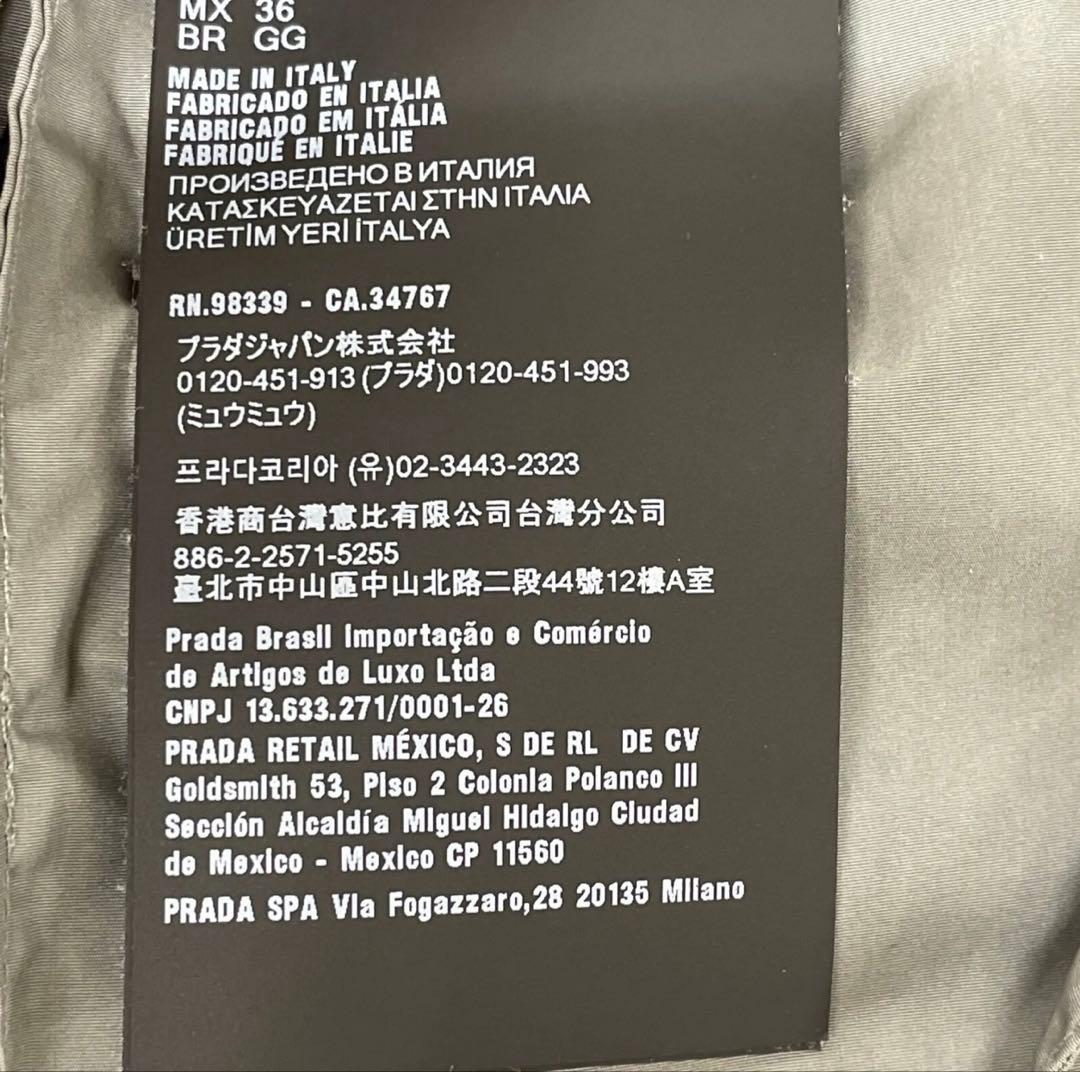 MX 36
BR GG
MADE IN ITALY
FABRICADO EN ITALIA
FABRICADO EM ITÁLIA
FABRIQUÉ EN ITALIE
ПРОИЗВЕДЕНО В ИТАЛИЯ
ΚΑΤΑΣΚΕΥΑΖΕΤΑΙ ΣΤΗΝ ΙΤΑΛΙΑ
ÜRETİM YERİ İTALYA
RN.98339 - CA.34767
プラダジャパン株式会社
0120-451-913(プラダ)0120-451-993
(ミュウミュウ)
프라다코리아 (유)02-3443-2323
香港商台灣意比有限公司台灣分公司
886-2-2571-5255
臺北市中山區中山北路二段44號12樓A室
Prada Brasil Importação e Comércio
de Artigos de Luxo Ltda
CNPJ 13.633.271/0001-26
PRADA RETAIL MÉXICO, S DE RL DE CV
Goldsmith 53, Piso 2 Colonia Polanco III
Sección Alcaldía Miguel Hidalgo Ciudad
de Mexico - Mexico CP 11560
PRADA SPA Via Fogazzaro,28 20135 Milano